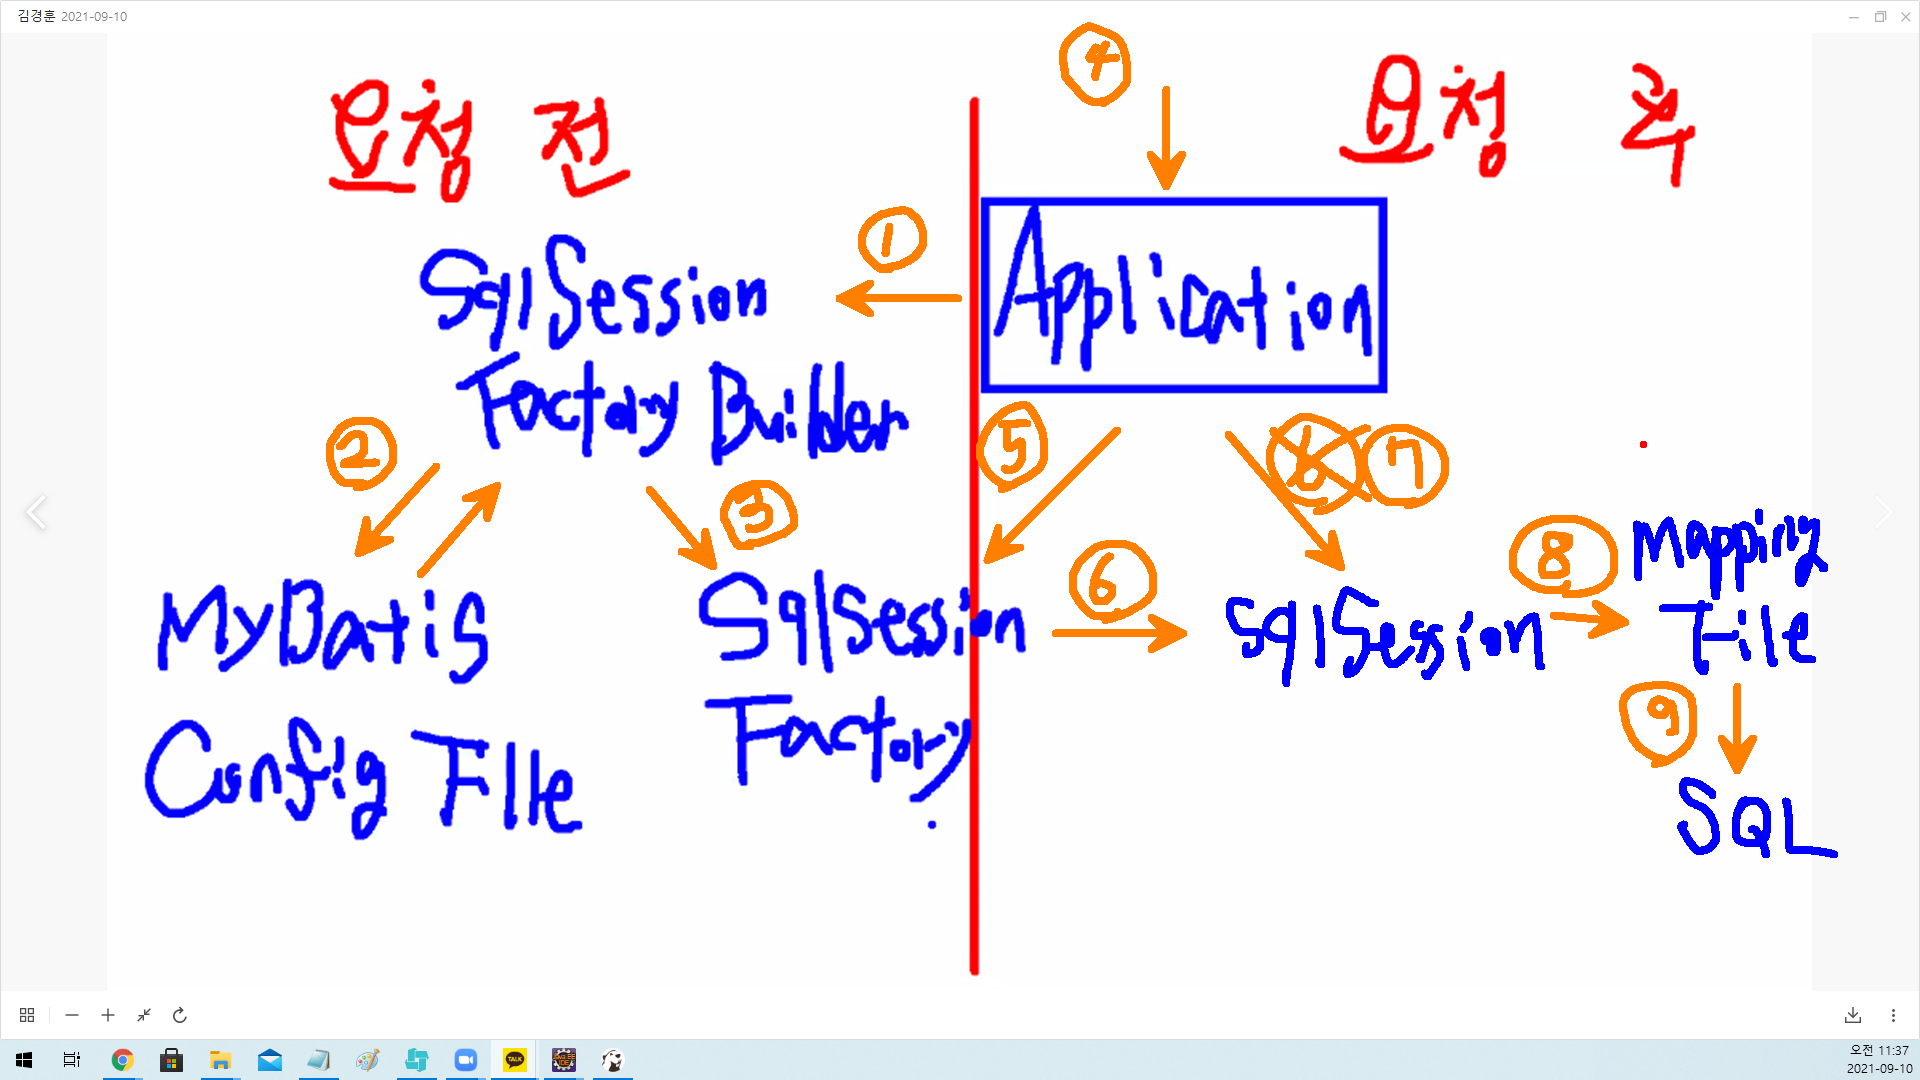 김경훈 2021-09-10
요청 전
④
요청 후
①
Application
SqlSession
Factory Builder
②
③
⑤
6
⑦
MyBatis
Config File
SqlSession
Factory
⑥
SqlSession
⑧
Mapping
File
⑨
SQL
TALK
오전 11:37
2021-09-10